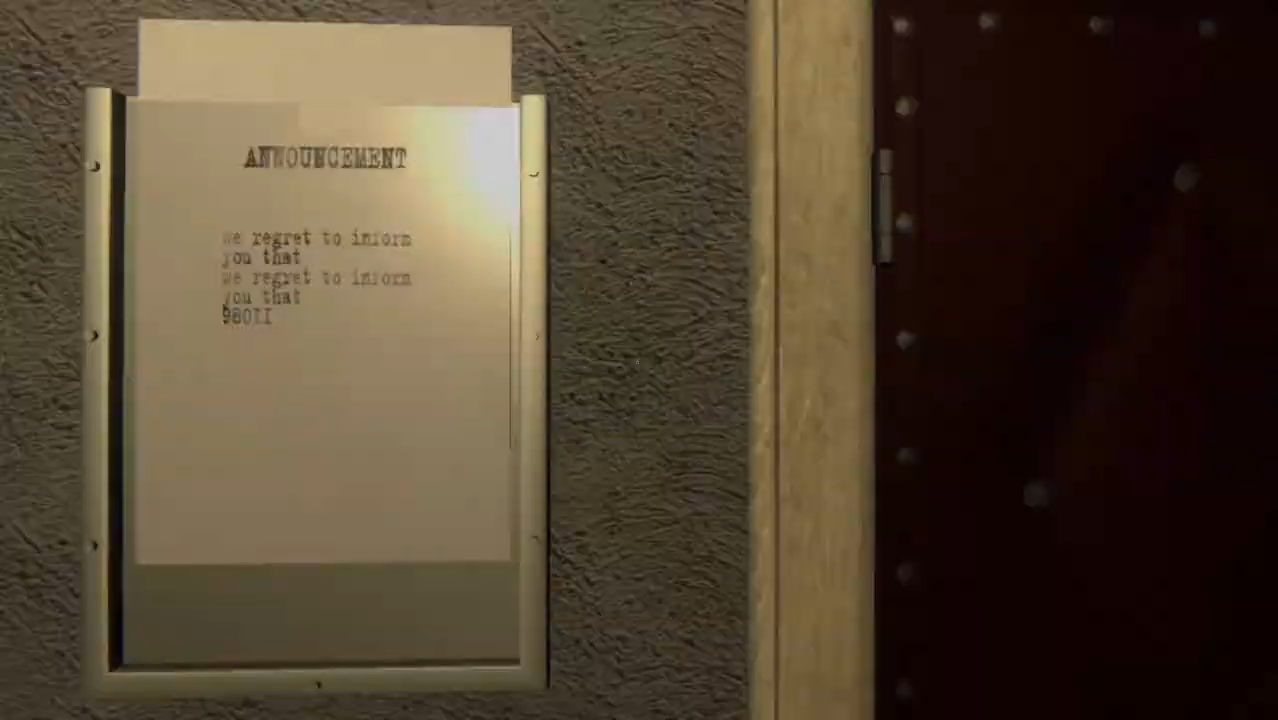 ANNOUNCEMENT
we regret to inform
you that
we regret to inform
you that
980II